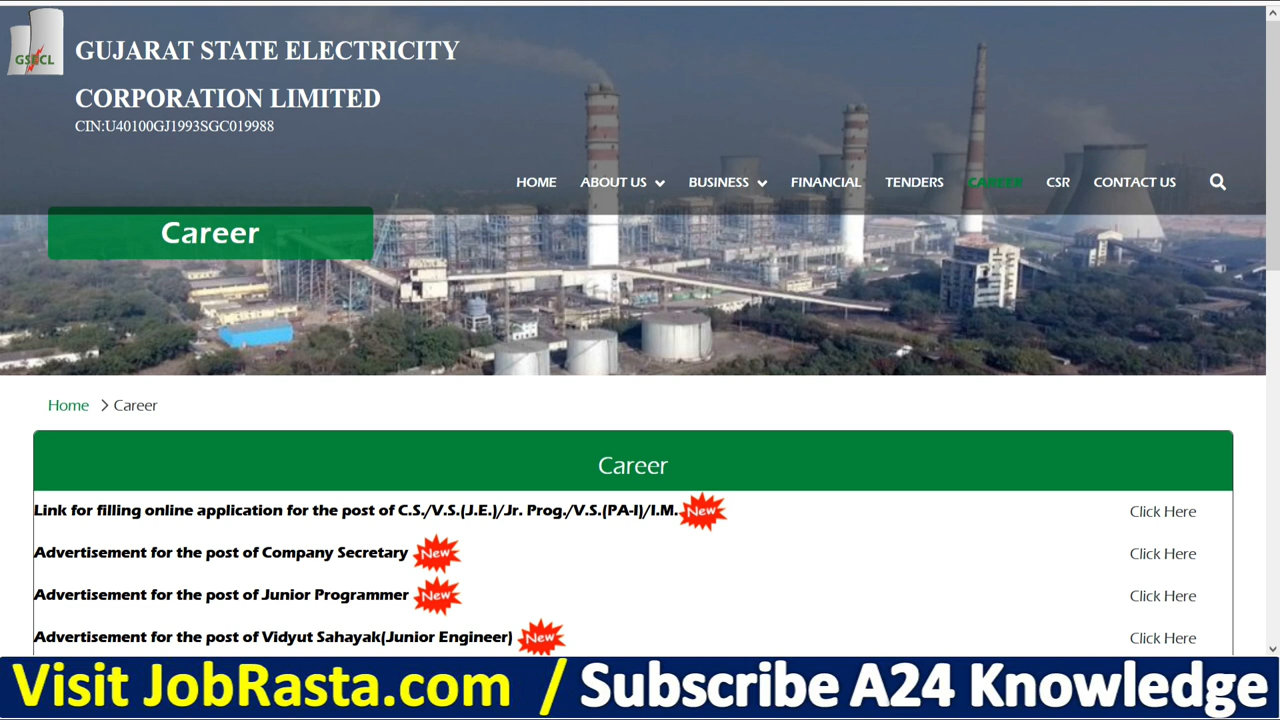 GSECL
GUJARAT STATE ELECTRICITY
CORPORATION LIMITED
CIN:U40100GJ1993SGC019988
HOME ABOUT US BUSINESS FINANCIAL TENDERS CAREER CSR CONTACT US
Career
Home > Career
Career
Link for filling online application for the post of C.S./V.S.(J.E.)/Jr. Prog./V.S.(PA-I)/I.M. New Click Here
Advertisement for the post of Company Secretary New Click Here
Advertisement for the post of Junior Programmer New Click Here
Advertisement for the post of Vidyut Sahayak(Junior Engineer) New Click Here
Visit JobRasta.com / Subscribe A24 Knowledge